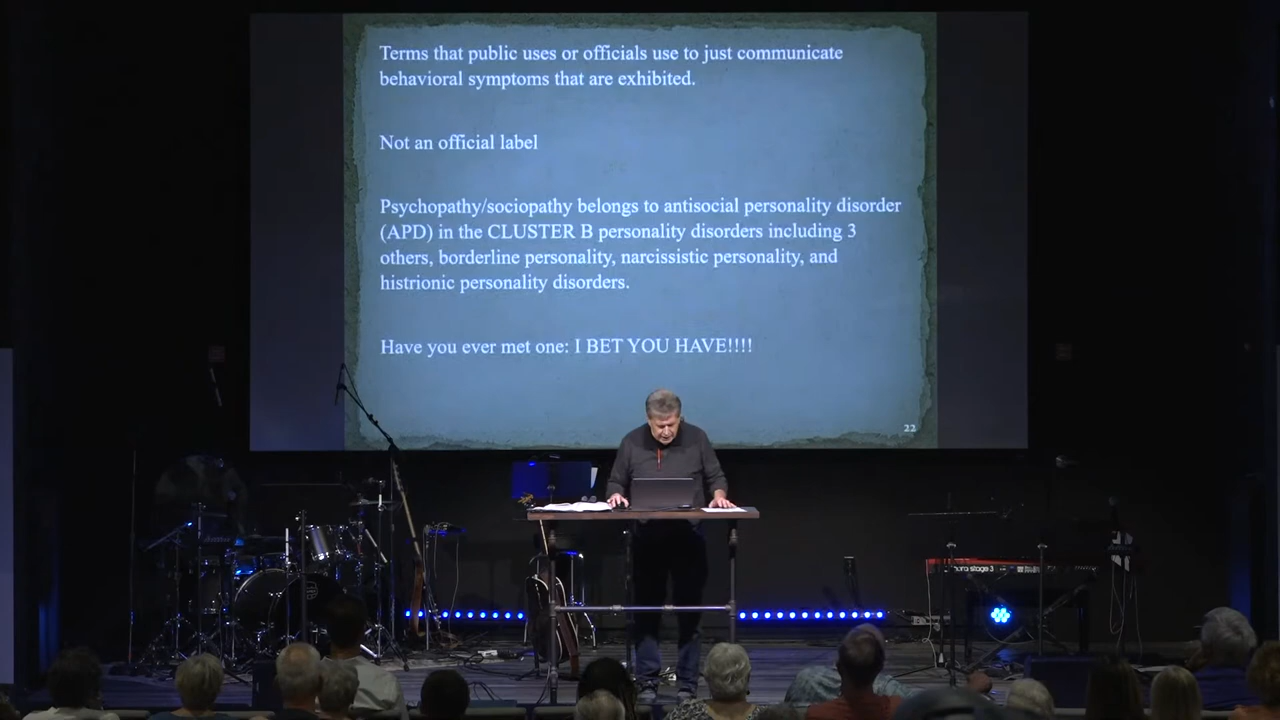 Terms that public uses or officials use to just communicate
behavioral symptoms that are exhibited.
Not an official label
Psychopathy/sociopathy belongs to antisocial personality disorder
(APD) in the CLUSTER B personality disorders including 3
others, borderline personality, narcissistic personality, and
histrionic personality disorders.
Have you ever met one: I BET YOU HAVE!!!!
22
stage 3